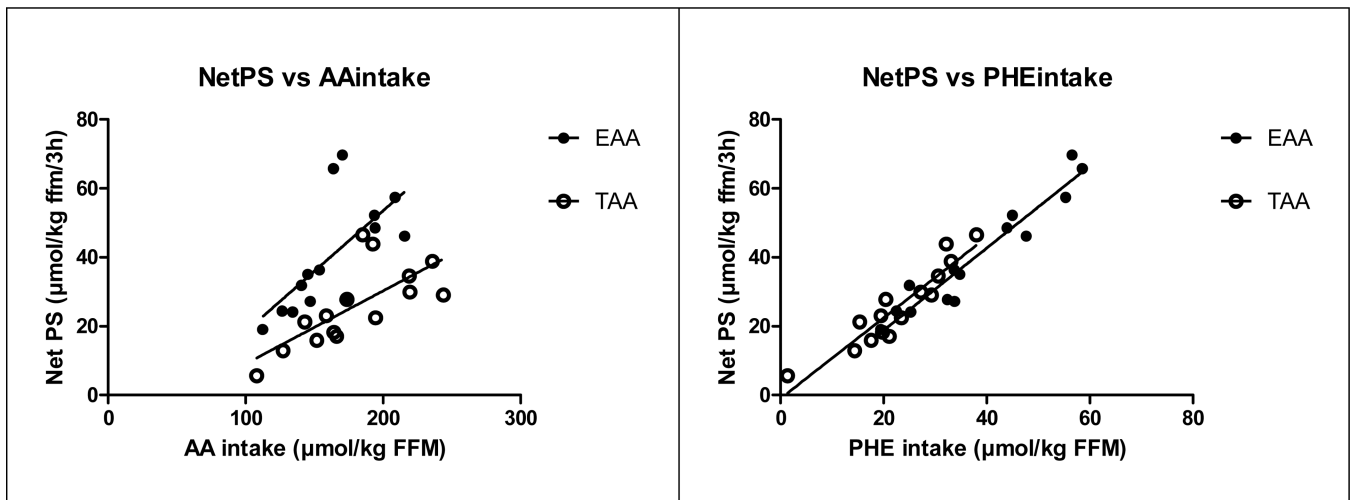 NetPS vs AAintake
80
60
40
20
0
Net PS (µmol/kg ffm/3h)
0 100 200 300
AA intake (µmol/kg FFM)
EAA
TAA
NetPS vs PHEintake
80
60
40
20
0
Net PS (µmol/kg ffm/3h)
0 20 40 60 80
PHE intake (µmol/kg FFM)
EAA
TAA